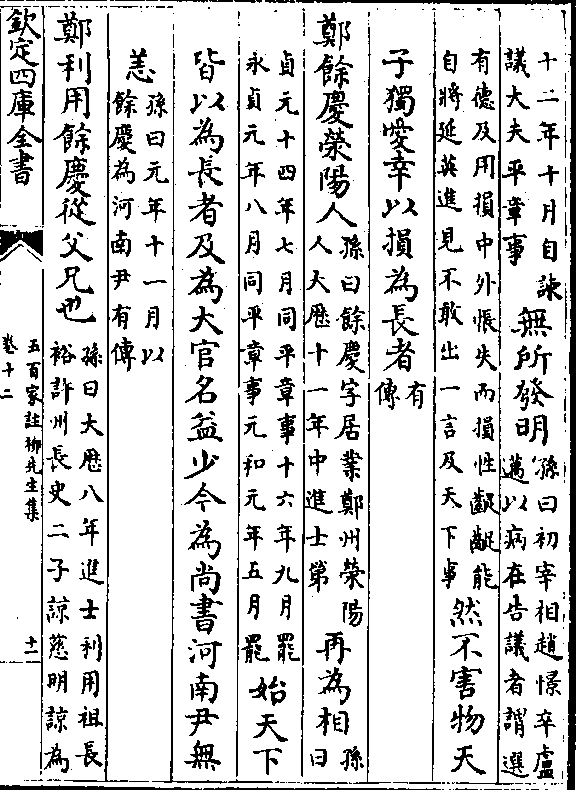 十二年十月自諫
議大夫平章事
無所發明
孫曰初宰相趙憬卒盧
邁以病在告議者謂選
有德及用損中外悵失而損性齪齪能
自將延英進見不敢出一言及天下事
然不害物天
子獨愛幸以損為長者
有
傳
鄭餘慶滎陽人
孫曰餘慶字居業鄭州滎陽
人大歴十一年中進士第
再為相
孫
曰
貞元十四年七月同平章事十六年九月罷
永貞元年八月同平章事元和元年五月罷
始天下
皆以為長者及為大官名益少今為尚書河南尹無
恙
孫曰元年十一月以
餘慶為河南尹有傳
鄭利用餘慶從父兄也
孫曰大歴八年進士利用祖長
裕許州長史二子諒慈明諒為
欽定四庫全書
五百家註柳先生集
卷十二
十一